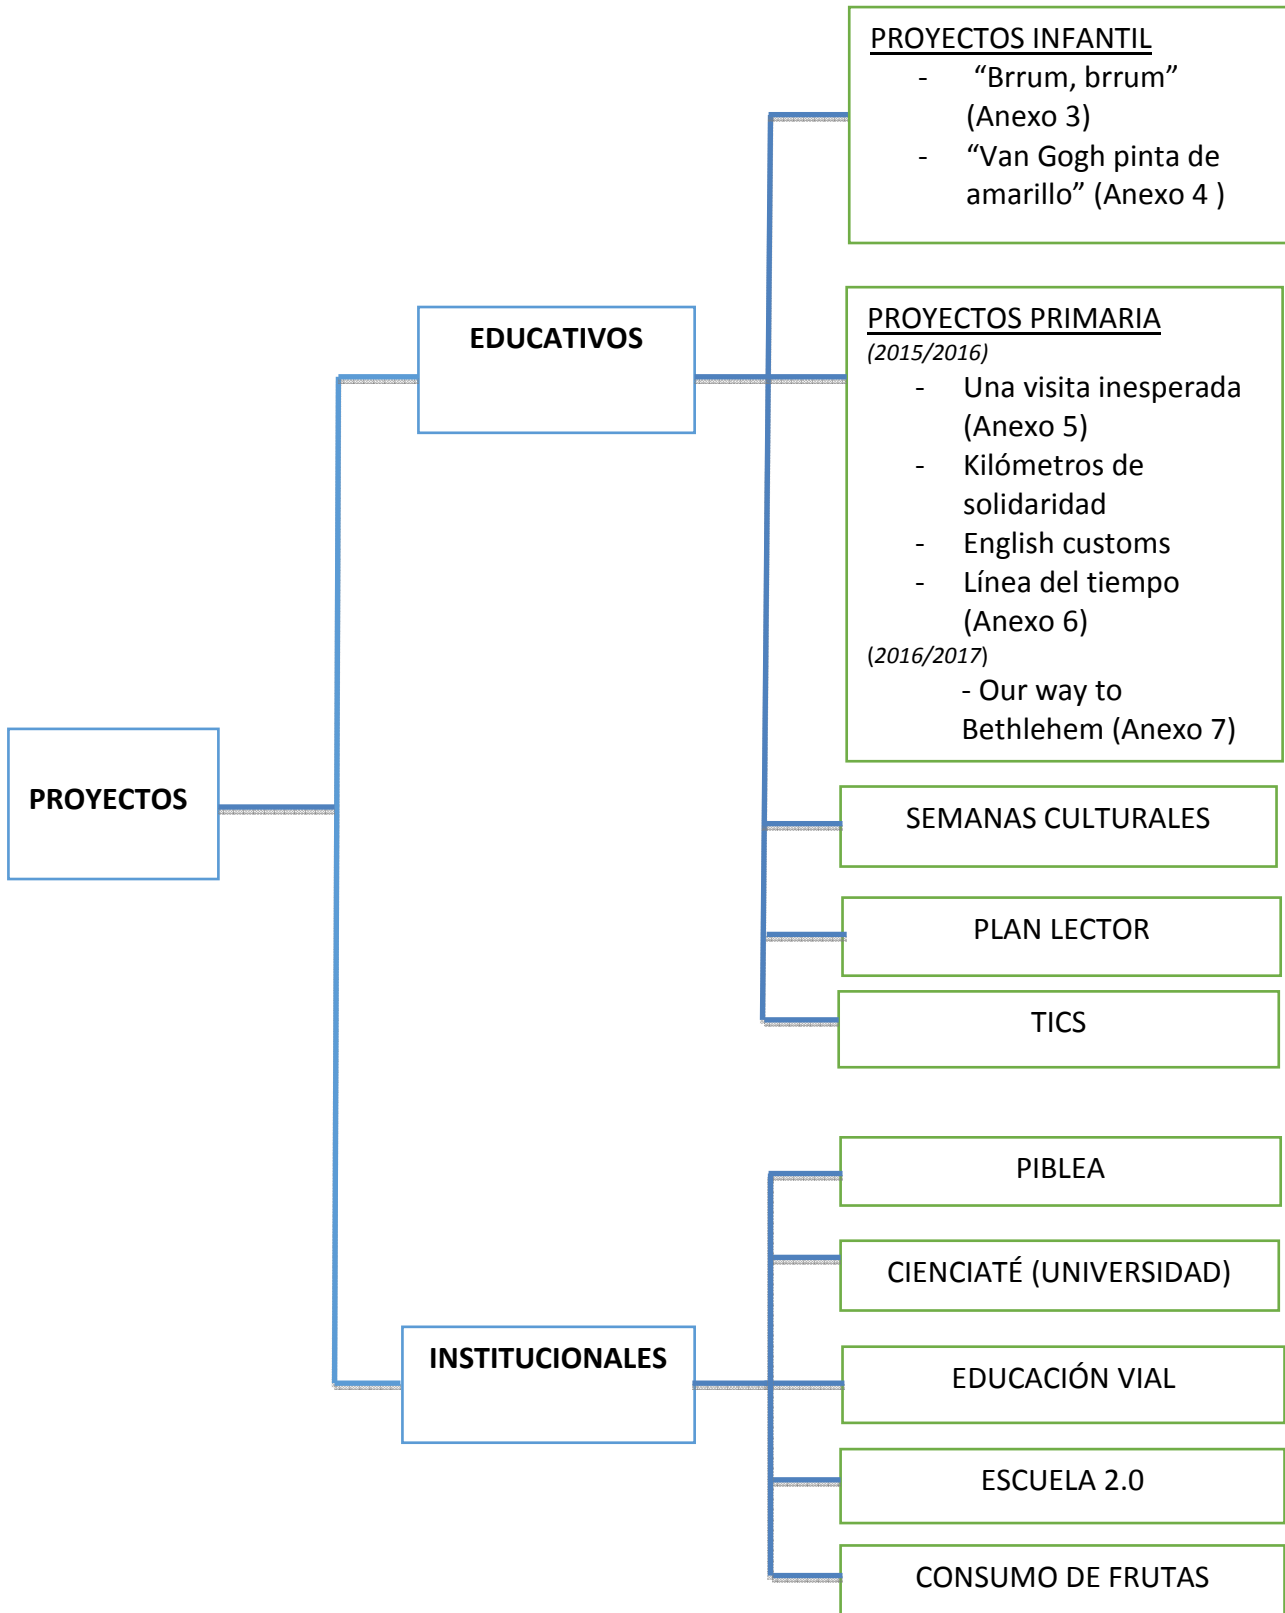 PROYECTOS INFANTIL
- “Brrum, brrum”
(Anexo 3)
- “Van Gogh pinta de
amarillo” (Anexo 4 )
EDUCATIVOS
PROYECTOS PRIMARIA
(2015/2016)
- Una visita inesperada
(Anexo 5)
- Kilómetros de
solidaridad
- English customs
- Línea del tiempo
(Anexo 6)
(2016/2017)
- Our way to
Bethlehem (Anexo 7)
PROYECTOS
SEMANAS CULTURALES
PLAN LECTOR
TICS
PIBLEA
CIENCIATÉ (UNIVERSIDAD)
INSTITUCIONALES
EDUCACIÓN VIAL
ESCUELA 2.0
CONSUMO DE FRUTAS